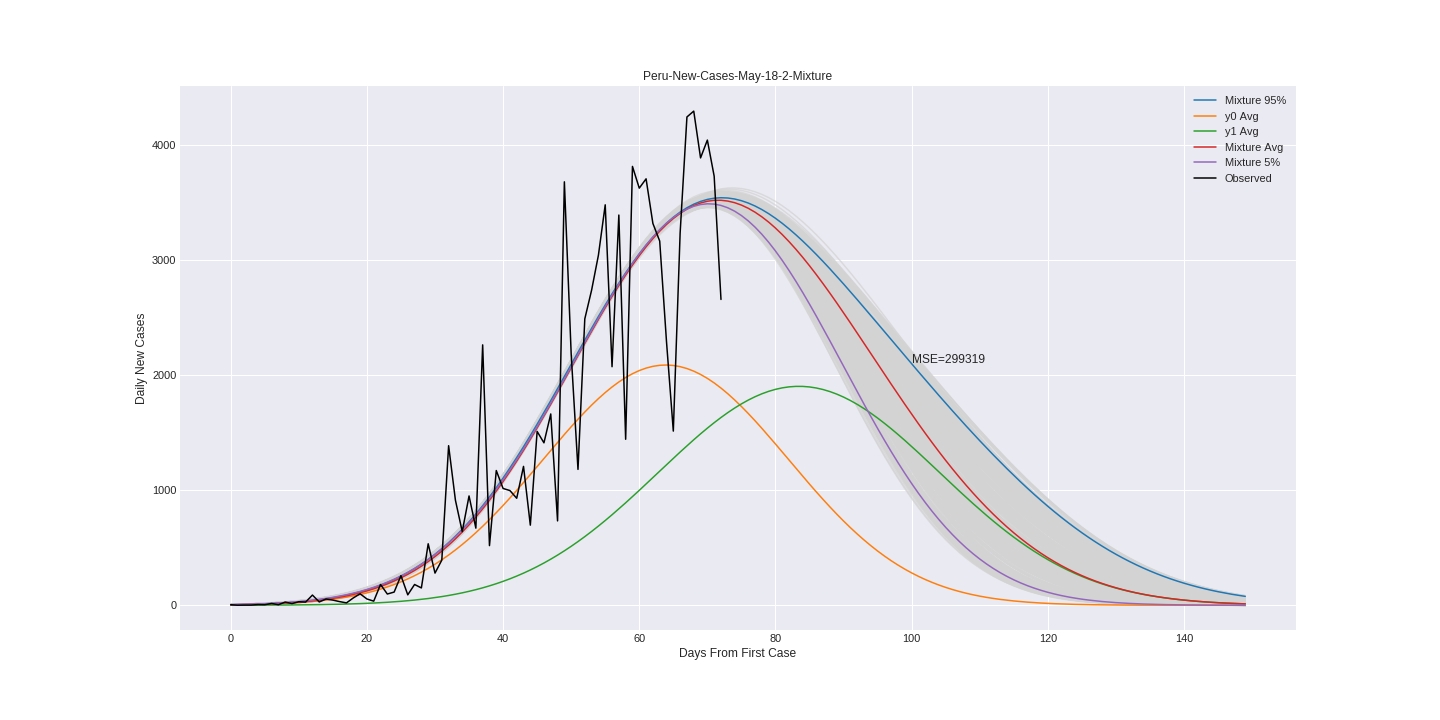 Peru-New-Cases-May-18-2-Mixture
Mixture 95%
y0 Avg
y1 Avg
Mixture Avg
Mixture 5%
Observed
4000
3000
2000
1000
0
Daily New Cases
MSE=299319
0 20 40 60 80 100 120 140
Days From First Case